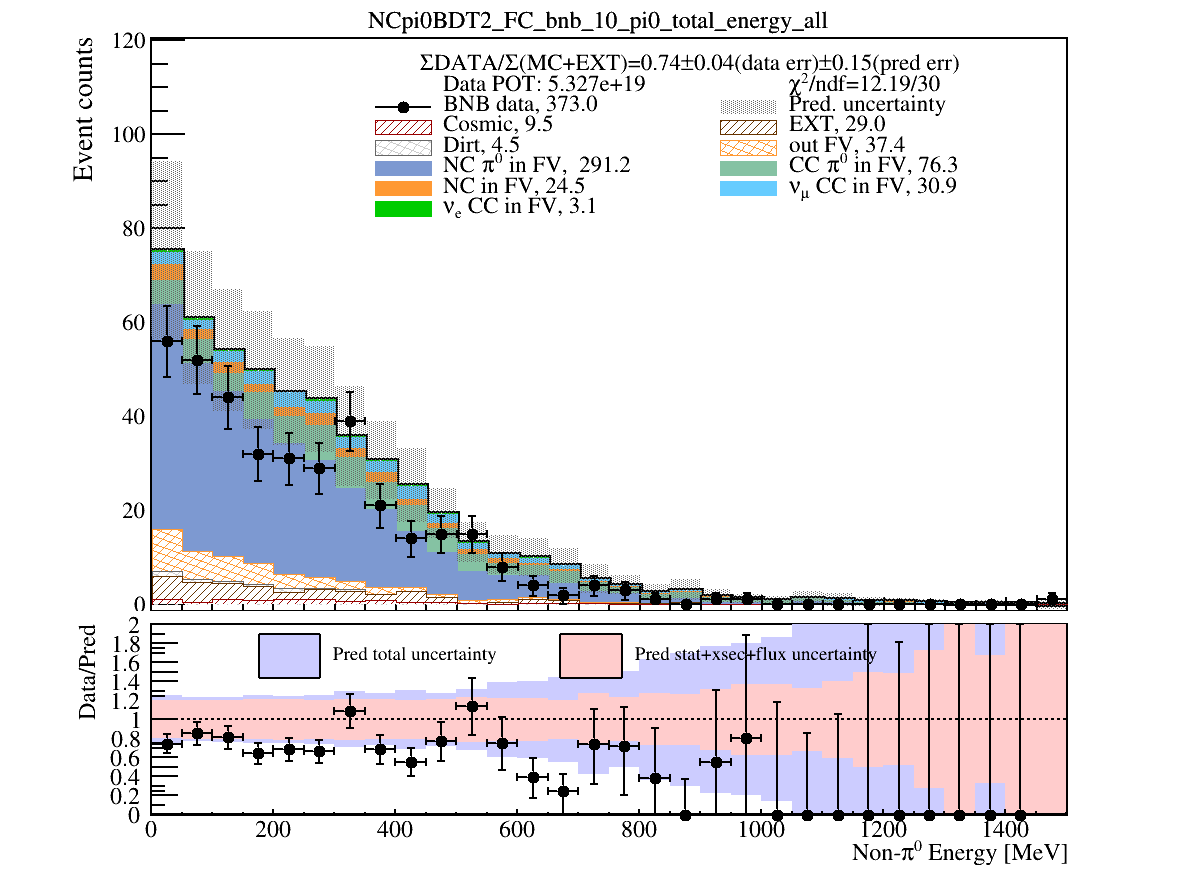 NCpi0BDT2_FC_bnb_10_pi0_total_energy_all
ΣDATA/Σ(MC+EXT)=0.74±0.04(data err)±0.15(pred err)
Data POT: 5.327e+19
χ²/ndf=12.19/30
BNB data, 373.0
Pred. uncertainty
Cosmic, 9.5
EXT, 29.0
Dirt, 4.5
out FV, 37.4
NC π⁰ in FV, 291.2
CC π⁰ in FV, 76.3
NC in FV, 24.5
νμ CC in FV, 30.9
νe CC in FV, 3.1
Event counts
120
100
80
60
40
20
0
Pred total uncertainty
Pred stat+xsec+flux uncertainty
Data/Pred
2
1.8
1.6
1.4
1.2
1
0.8
0.6
0.4
0.2
0
0 200 400 600 800 1000 1200 1400
Non-π⁰ Energy [MeV]